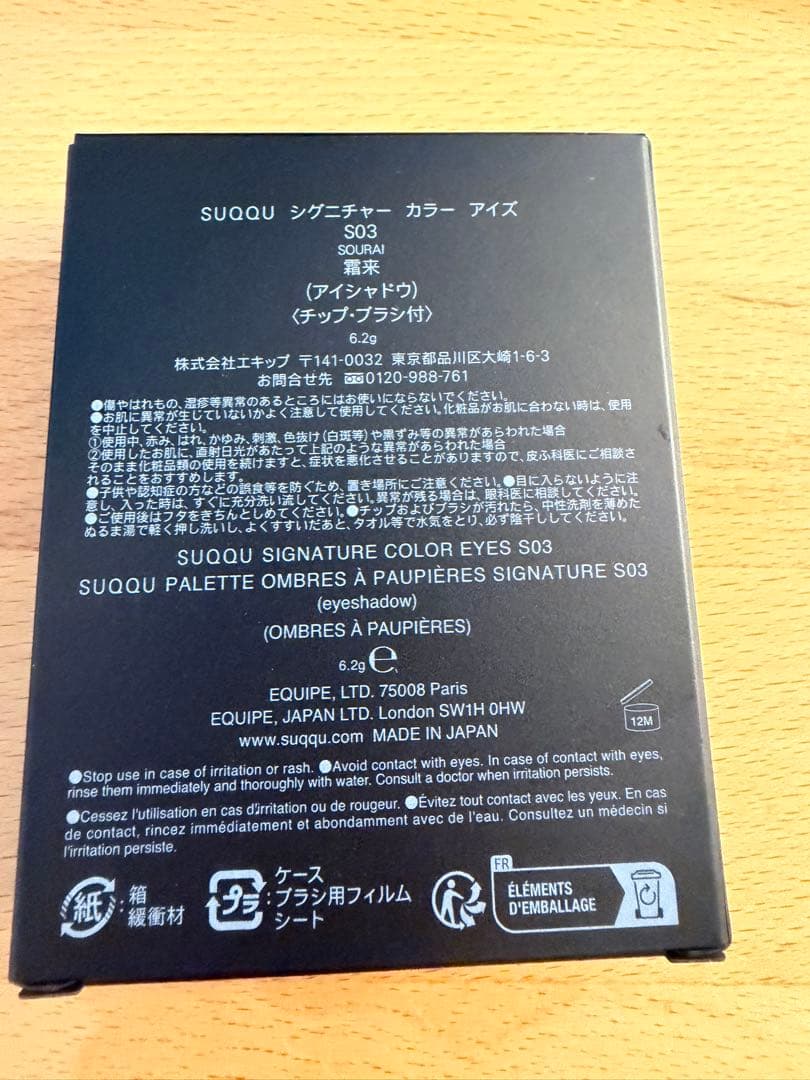 SUQQU シグニチャー カラー アイズ
S03
SOURAI
霜来
(アイシャドウ)
〈チップ・ブラシ付〉
6.2g
株式会社エキップ 〒141-0032 東京都品川区大崎1-6-3
お問合せ先 0120-988-761
●傷やはれもの、湿疹等異常のあるところにはお使いにならないでください。
●お肌に異常が生じていないかよく注意して使用してください。化粧品がお肌に合わない時は、使用
を中止してください。
①使用中、赤み、はれ、かゆみ、刺激、色抜け(白斑等)や黒ずみ等の異常があらわれた場合
②使用したお肌に、直射日光があたって上記のような異常があらわれた場合
そのまま化粧品類の使用を続けますと、症状を悪化させることがありますので、皮ふ科医にご相談さ
れることをおすすめします。
●子供や認知症の方などの誤食等を防ぐため、置き場所にご注意ください。●目に入らないように注
意し、入った時は、すぐに充分洗い流してください。異常が残る場合は、眼科医に相談してください。
●ご使用後はフタをきちんとしめてください。●チップおよびブラシが汚れたら、中性洗剤を薄めた
ぬるま湯で軽く押し洗いし、よくすすいだあと、タオル等で水気をとり、必ず陰干ししてください。
SUQQU SIGNATURE COLOR EYES S03
SUQQU PALETTE OMBRES À PAUPIÈRES SIGNATURE S03
(eyeshadow)
(OMBRES À PAUPIÈRES)
6.2g ℮
EQUIPE, LTD. 75008 Paris
EQUIPE, JAPAN LTD. London SW1H 0HW
www.suqqu.com MADE IN JAPAN
12M
●Stop use in case of irritation or rash. ●Avoid contact with eyes. In case of contact with eyes,
rinse them immediately and thoroughly with water. Consult a doctor when irritation persists.
●Cessez l'utilisation en cas d'irritation ou de rougeur. ●Évitez tout contact avec les yeux. En cas
de contact, rincez immédiatement et abondamment avec de l'eau. Consultez un médecin si
l'irritation persiste.
紙:箱
緩衝材
プラ:ケース
ブラシ用フィルム
シート
FR
ÉLÉMENTS
D'EMBALLAGE